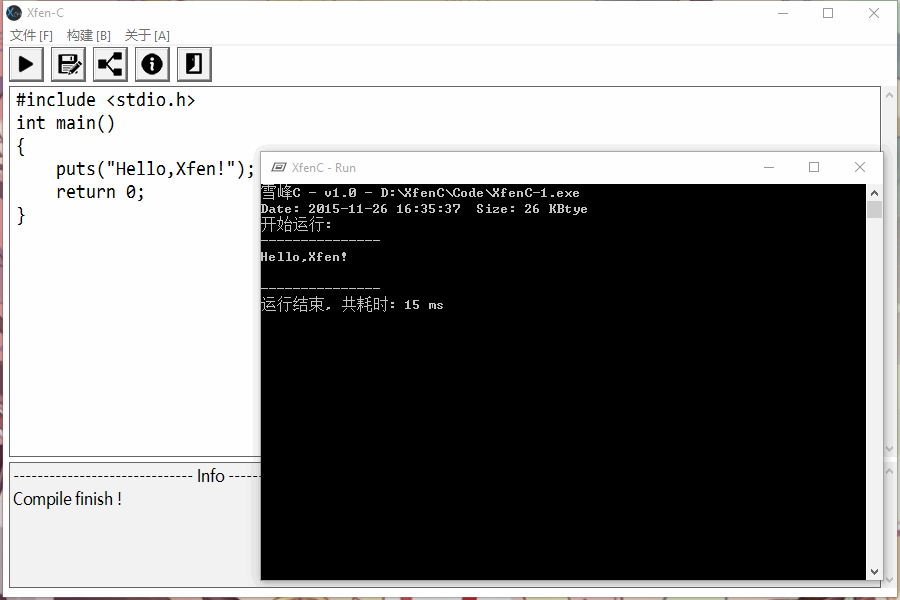 Xfen-C
文件 [F] 构建 [B] 关于 [A]
#include <stdio.h>
int main()
{
puts("Hello,Xfen!");
return 0;
}
XfenC - Run
雪峰C - v1.0 - D:\XfenC\Code\XfenC-1.exe
Date: 2015-11-26 16:35:37 Size: 26 KBtye
开始运行:
---------------
Hello,Xfen!
---------------
运行结束, 共耗时: 15 ms
------------------------------ Info ------
Compile finish !